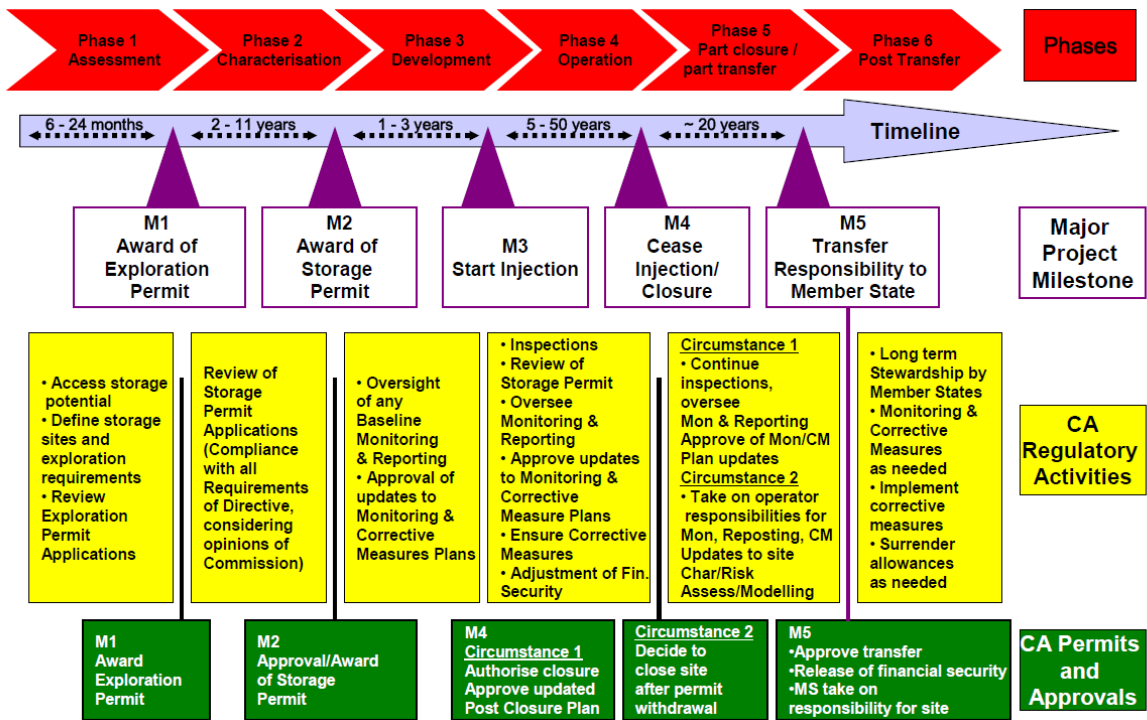 Phase 1
Assessment
Phase 2
Characterisation
Phase 3
Development
Phase 4
Operation
Phase 5
Part closure /
part transfer
Phase 6
Post Transfer
Phases
6 - 24 months
2 - 11 years
1 - 3 years
5 - 50 years
~ 20 years
Timeline
M1
Award of
Exploration
Permit
M2
Award of
Storage
Permit
M3
Start Injection
M4
Cease
Injection/
Closure
M5
Transfer
Responsibility to
Member State
Major
Project
Milestone
• Access storage
potential
• Define storage
sites and
exploration
requirements
• Review
Exploration
Permit
Applications
Review of
Storage
Permit
Applications
(Compliance with all
Requirements
of Directive,
considering
opinions of
Commission)
• Oversight
of any
Baseline
Monitoring
& Reporting
• Approval of
updates to
Monitoring &
Corrective
Measures Plans
• Inspections
• Review of
Storage Permit
• Oversee
Monitoring &
Reporting
• Approve updates
to Monitoring &
Corrective
Measure Plans
• Ensure Corrective
Measures
• Adjustment of Fin.
Security
Circumstance 1
• Continue
inspections,
oversee
Mon & Reporting
Approve of Mon/CM
Plan updates
Circumstance 2
• Take on operator
responsibilities for
Mon, Reposting, CM
Updates to site
Char/Risk
Assess/Modelling
• Long term
Stewardship by
Member States
• Monitoring &
Corrective
Measures
as needed
• Implement
corrective
measures
• Surrender
allowances
as needed
CA
Regulatory
Activities
M1
Award
Exploration
Permit
M2
Approval/Award
of Storage
Permit
M4
Circumstance 1
Authorise closure
Approve updated
Post Closure Plan
Circumstance 2
Decide to
close site
after permit
withdrawal
M5
•Approve transfer
•Release of financial security
•MS take on
responsibility for site
CA Permits
and
Approvals